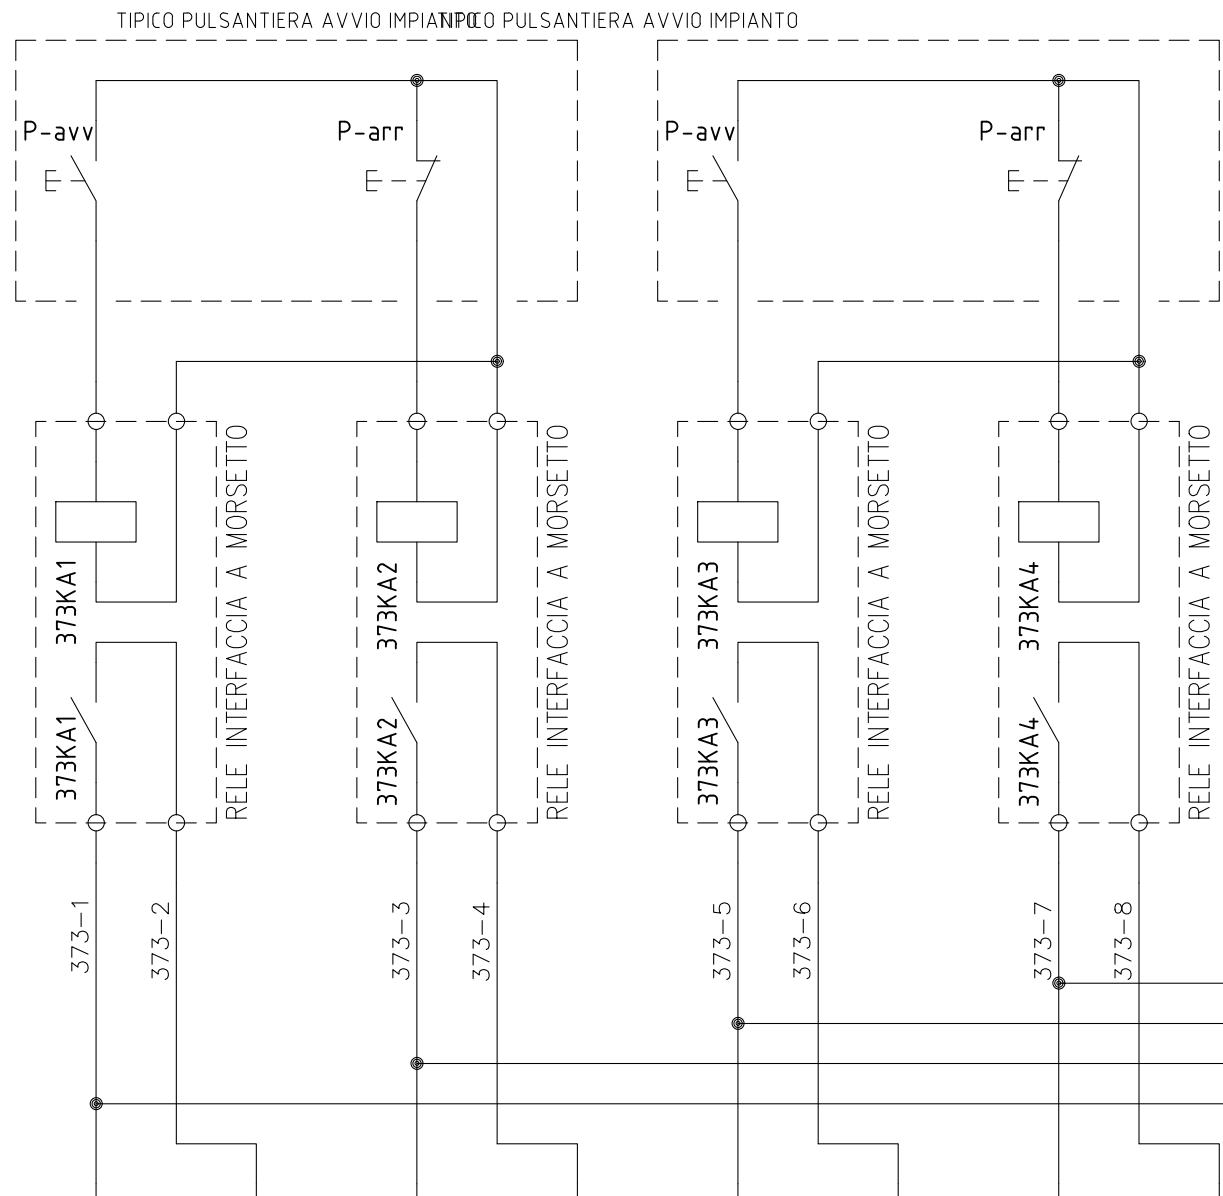 TIPICO PULSANTIERA AVVIO IMPIANTO
TIPICO PULSANTIERA AVVIO IMPIANTO
P-avv
P-arr
P-avv
P-arr
373KA1
373KA1
RELE INTERFACCIA A MORSETTO
373KA2
373KA2
RELE INTERFACCIA A MORSETTO
373KA3
373KA3
RELE INTERFACCIA A MORSETTO
373KA4
373KA4
RELE INTERFACCIA A MORSETTO
373-1
373-2
373-3
373-4
373-5
373-6
373-7
373-8